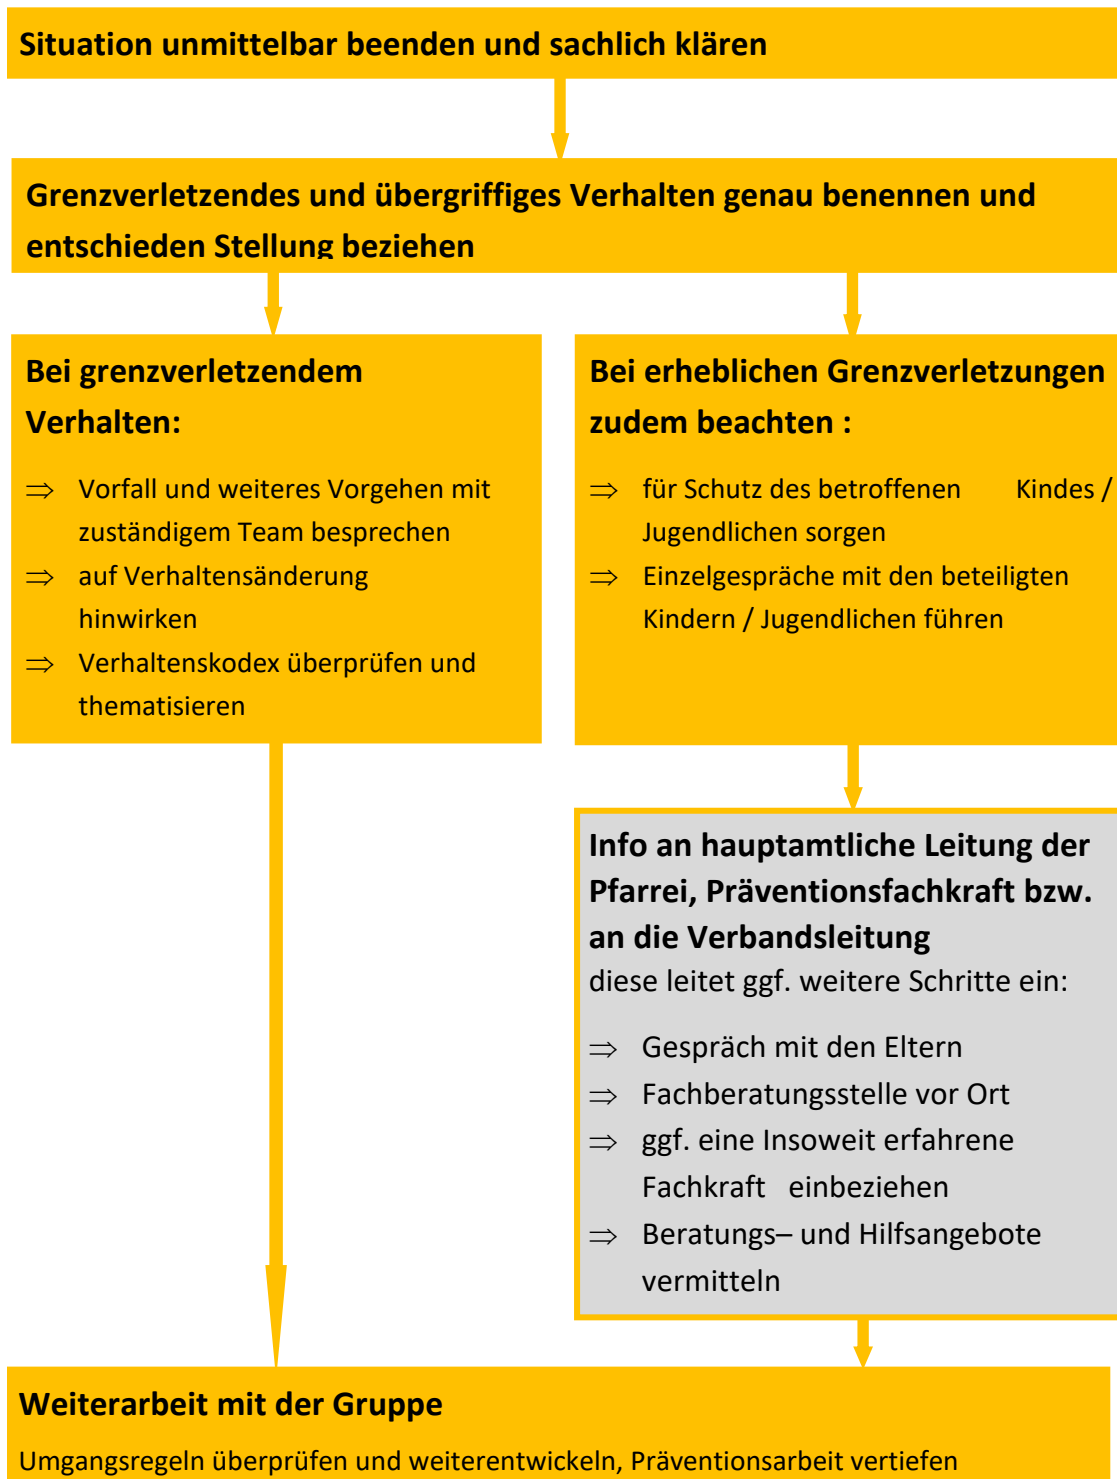 Situation unmittelbar beenden und sachlich klären
Grenzverletzendes und übergriffiges Verhalten genau benennen und
entschieden Stellung beziehen
Bei grenzverletzendem
Verhalten:
⇒ Vorfall und weiteres Vorgehen mit
zuständigem Team besprechen
⇒ auf Verhaltensänderung
hinwirken
⇒ Verhaltenskodex überprüfen und
thematisieren
Bei erheblichen Grenzverletzungen
zudem beachten :
⇒ für Schutz des betroffenen Kindes /
Jugendlichen sorgen
⇒ Einzelgespräche mit den beteiligten
Kindern / Jugendlichen führen
Info an hauptamtliche Leitung der
Pfarrei, Präventionsfachkraft bzw.
an die Verbandsleitung
diese leitet ggf. weitere Schritte ein:
⇒ Gespräch mit den Eltern
⇒ Fachberatungsstelle vor Ort
⇒ ggf. eine Insoweit erfahrene
Fachkraft einbeziehen
⇒ Beratungs– und Hilfsangebote
vermitteln
Weiterarbeit mit der Gruppe
Umgangsregeln überprüfen und weiterentwickeln, Präventionsarbeit vertiefen